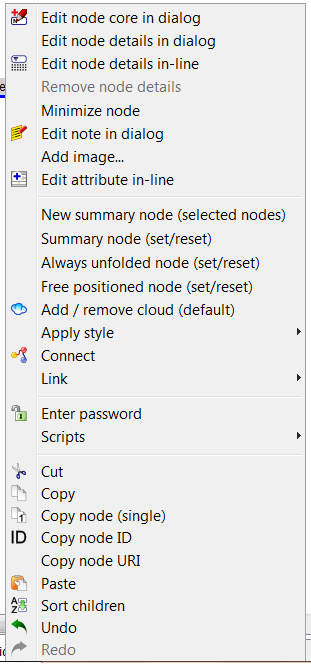 Edit node core in dialog
Edit node details in dialog
Edit node details in-line
Remove node details
Minimize node
Edit note in dialog
Add image...
Edit attribute in-line
New summary node (selected nodes)
Summary node (set/reset)
Always unfolded node (set/reset)
Free positioned node (set/reset)
Add / remove cloud (default)
Apply style
Connect
Link
Enter password
Scripts
Cut
Copy
1 Copy node (single)
ID Copy node ID
Copy node URI
Paste
A Z Sort children
Undo
Redo